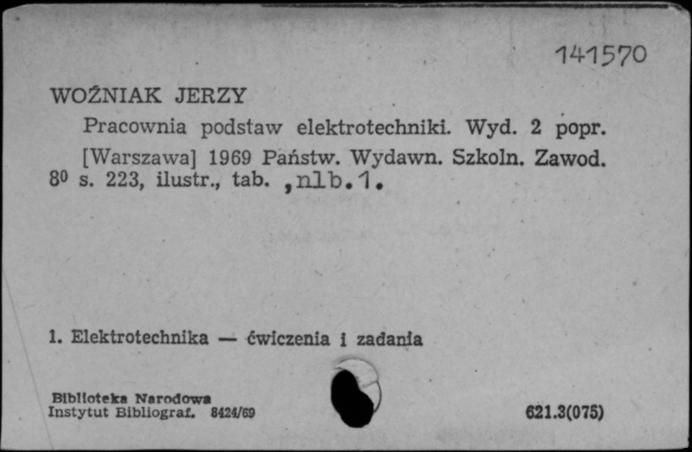 141570
WOŹNIAK JERZY
Pracownia podstaw elektrotechniki. Wyd. 2 popr.
[Warszawa] 1969 Państw. Wydawn. Szkoln. Zawod.
8⁰ s. 223, ilustr., tab. ,nlb.1.
1. Elektrotechnika — ćwiczenia i zadania
Biblioteka Narodowa
Instytut Bibliograf. 8424/69
621.3(075)